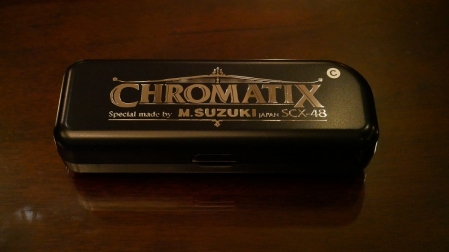 C
CHROMATIX
Special made by M.SUZUKI JAPAN SCX-48